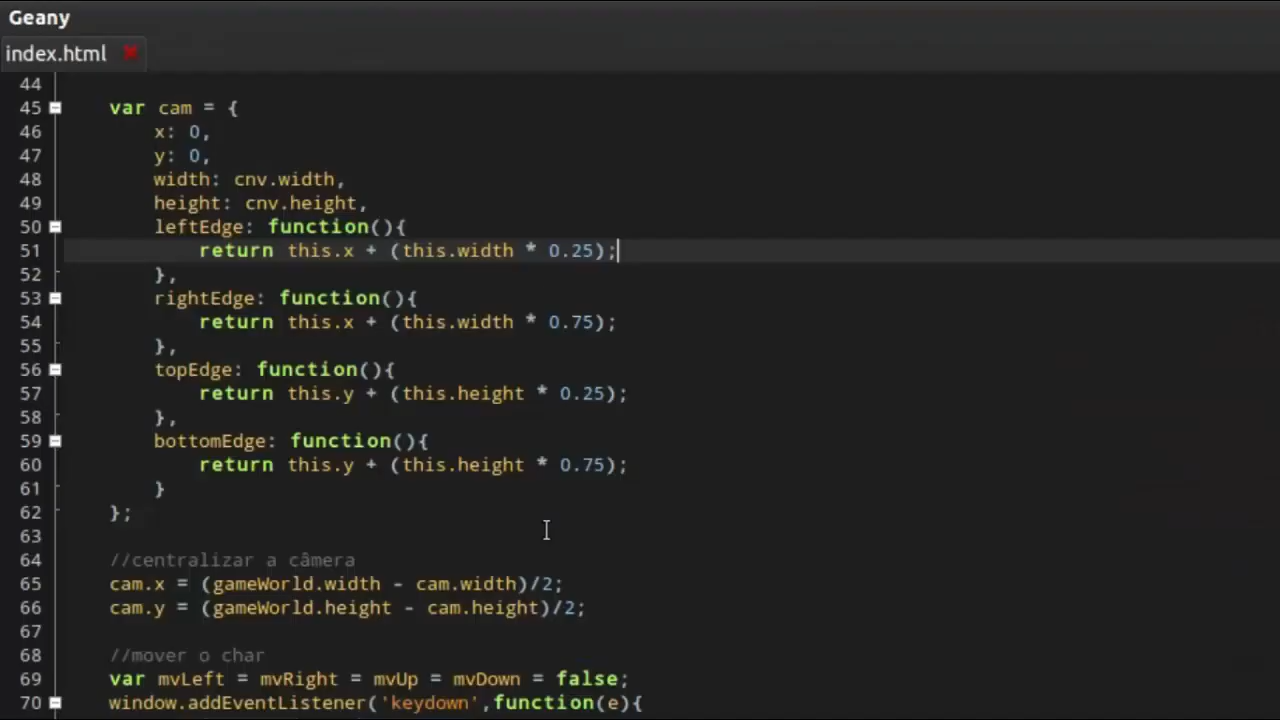 Geany
index.html
44
45 var cam = {
46 x: 0,
47 y: 0,
48 width: cnv.width,
49 height: cnv.height,
50 leftEdge: function(){
51 return this.x + (this.width * 0.25);
52 },
53 rightEdge: function(){
54 return this.x + (this.width * 0.75);
55 },
56 topEdge: function(){
57 return this.y + (this.height * 0.25);
58 },
59 bottomEdge: function(){
60 return this.y + (this.height * 0.75);
61 }
62 };
63
64 //centralizar a câmera
65 cam.x = (gameWorld.width - cam.width)/2;
66 cam.y = (gameWorld.height - cam.height)/2;
67
68 //mover o char
69 var mvLeft = mvRight = mvUp = mvDown = false;
70 window.addEventListener('keydown',function(e){